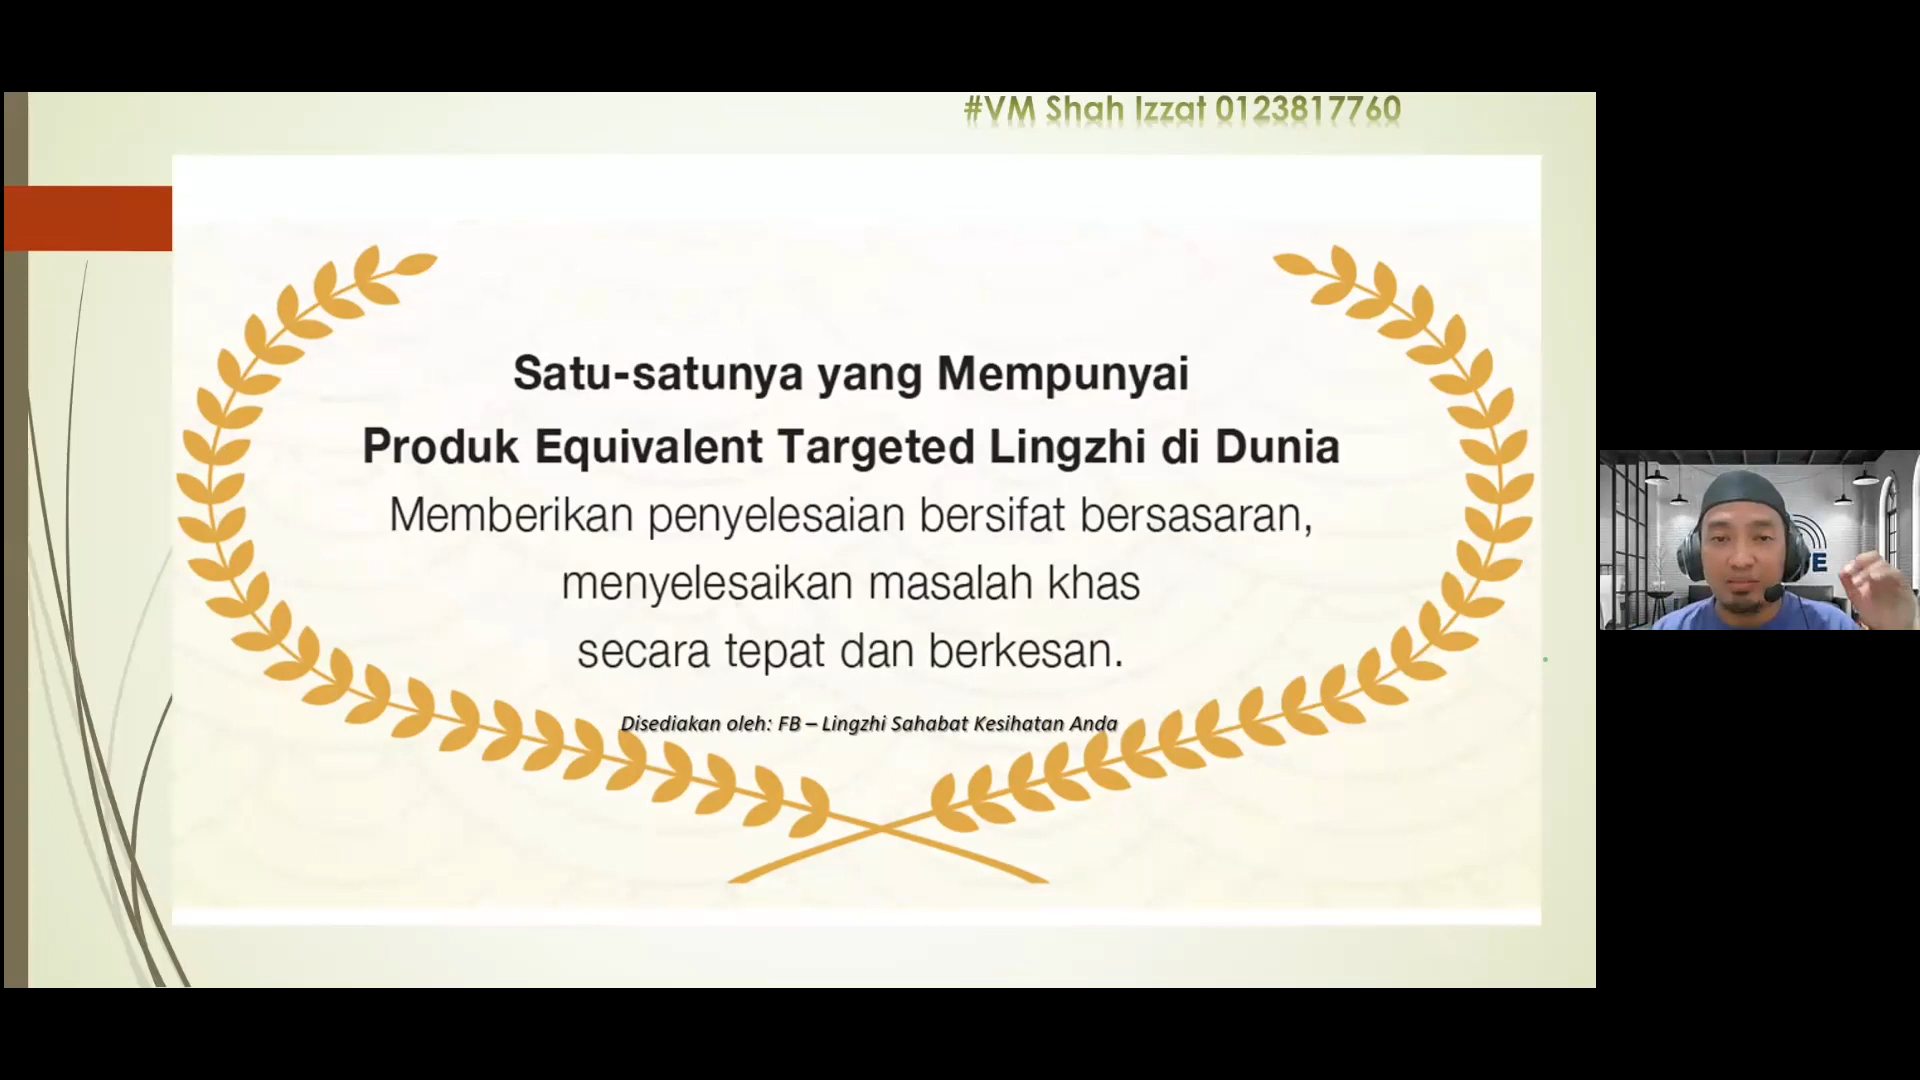 #VM Shah Izzat 0123817760
Satu-satunya yang Mempunyai
Produk Equivalent Targeted Lingzhi di Dunia
Memberikan penyelesaian bersifat bersasaran,
menyelesaikan masalah khas
secara tepat dan berkesan.
Disediakan oleh: FB – Lingzhi Sahabat Kesihatan Anda